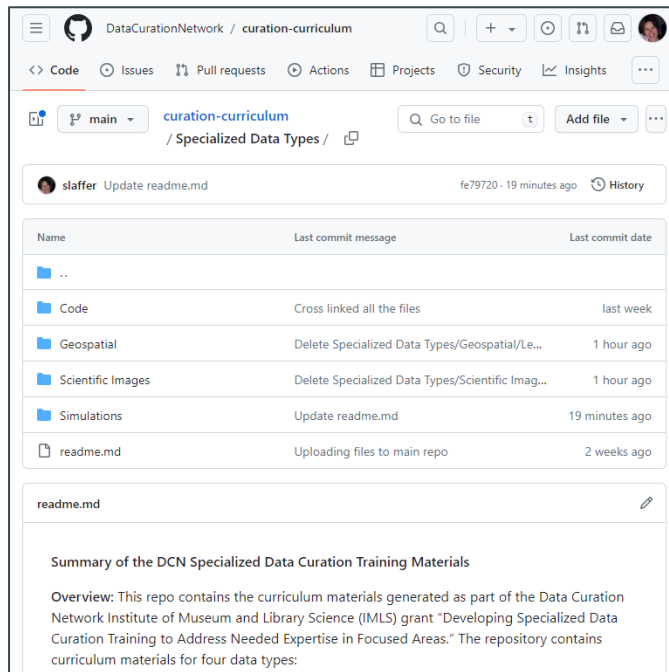 DataCurationNetwork / curation-curriculum
<> Code Issues Pull requests Actions Projects Security Insights ...
main curation-curriculum Go to file t Add file ...
/ Specialized Data Types /
slaffer Update readme.md fe79720 · 19 minutes ago History
Name Last commit message Last commit date
..
Code Cross linked all the files last week
Geospatial Delete Specialized Data Types/Geospatial/Le... 1 hour ago
Scientific Images Delete Specialized Data Types/Scientific Imag... 1 hour ago
Simulations Update readme.md 19 minutes ago
readme.md Uploading files to main repo 2 weeks ago
readme.md
Summary of the DCN Specialized Data Curation Training Materials
Overview: This repo contains the curriculum materials generated as part of the Data Curation
Network Institute of Museum and Library Science (IMLS) grant “Developing Specialized Data
Curation Training to Address Needed Expertise in Focused Areas.” The repository contains
curriculum materials for four data types: